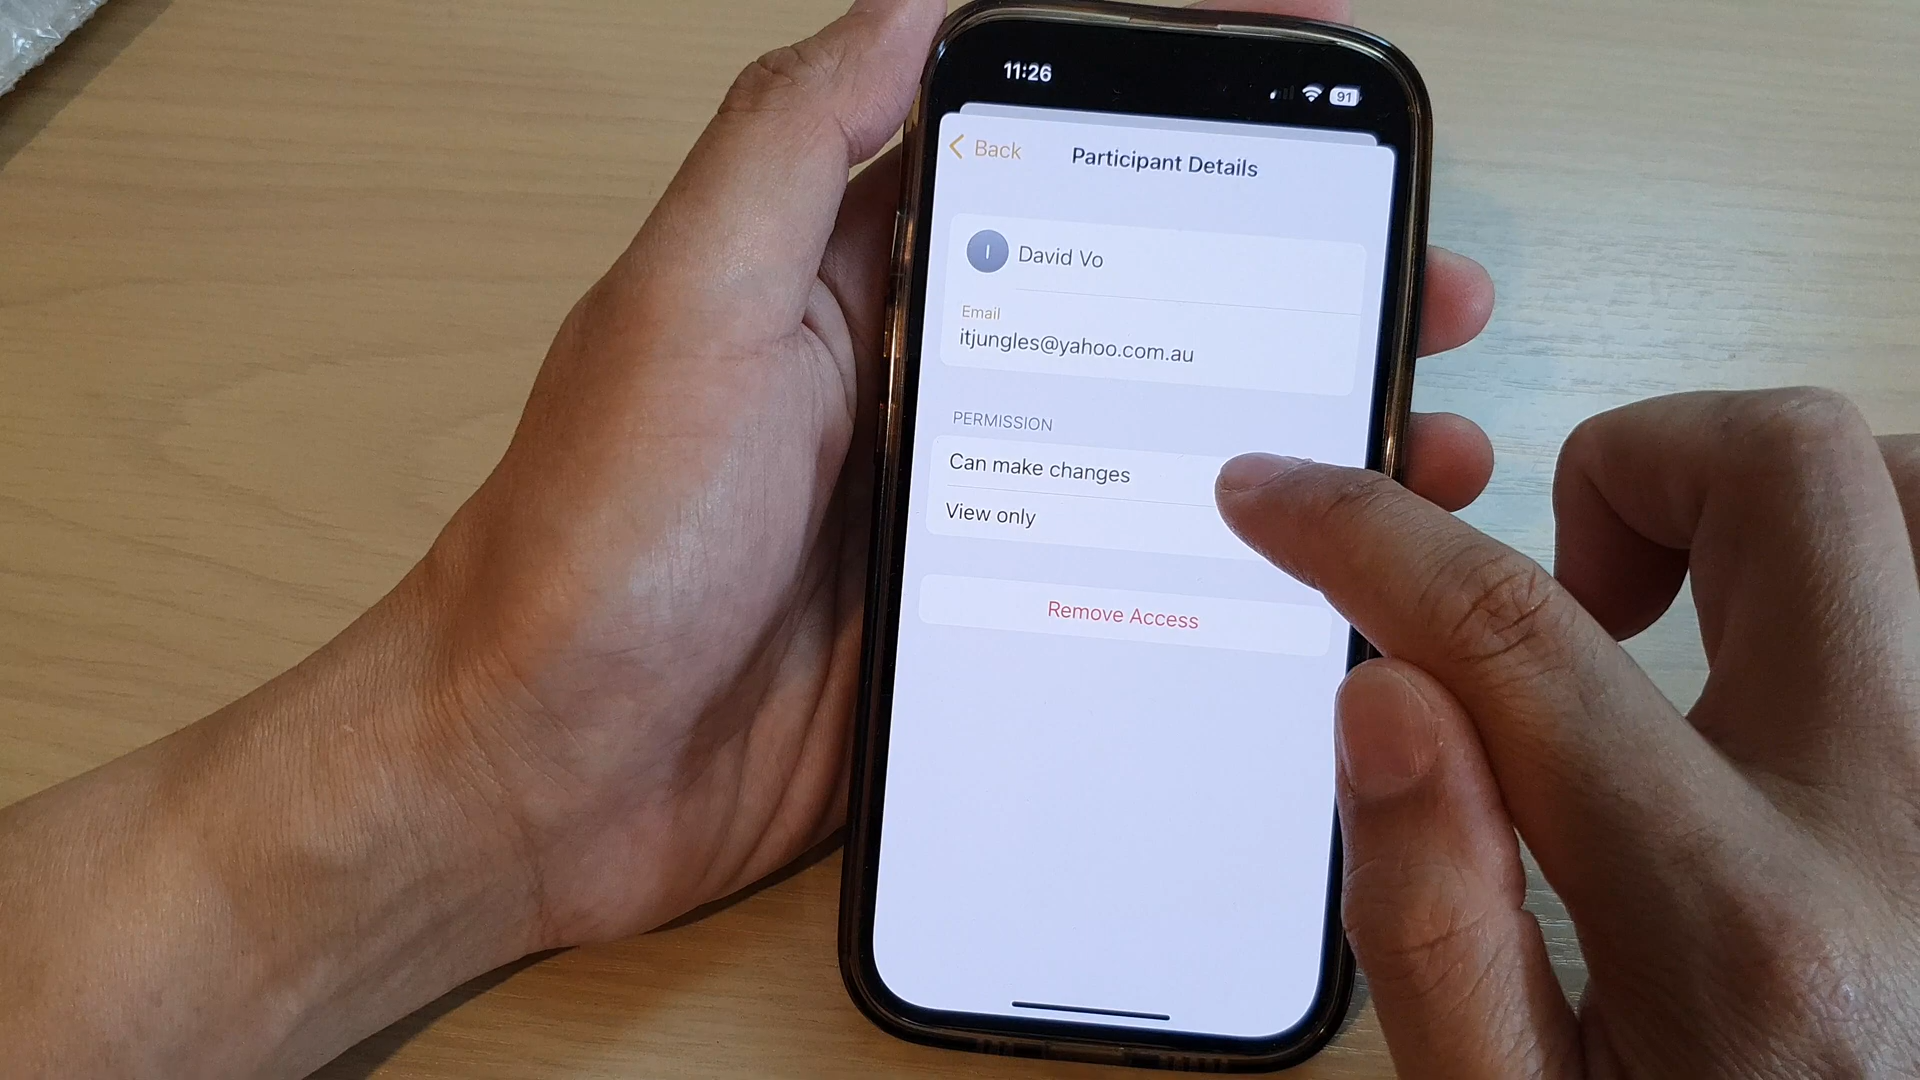 11:26
91
Back
Participant Details
I
David Vo
Email
itjungles@yahoo.com.au
PERMISSION
Can make changes
View only
Remove Access